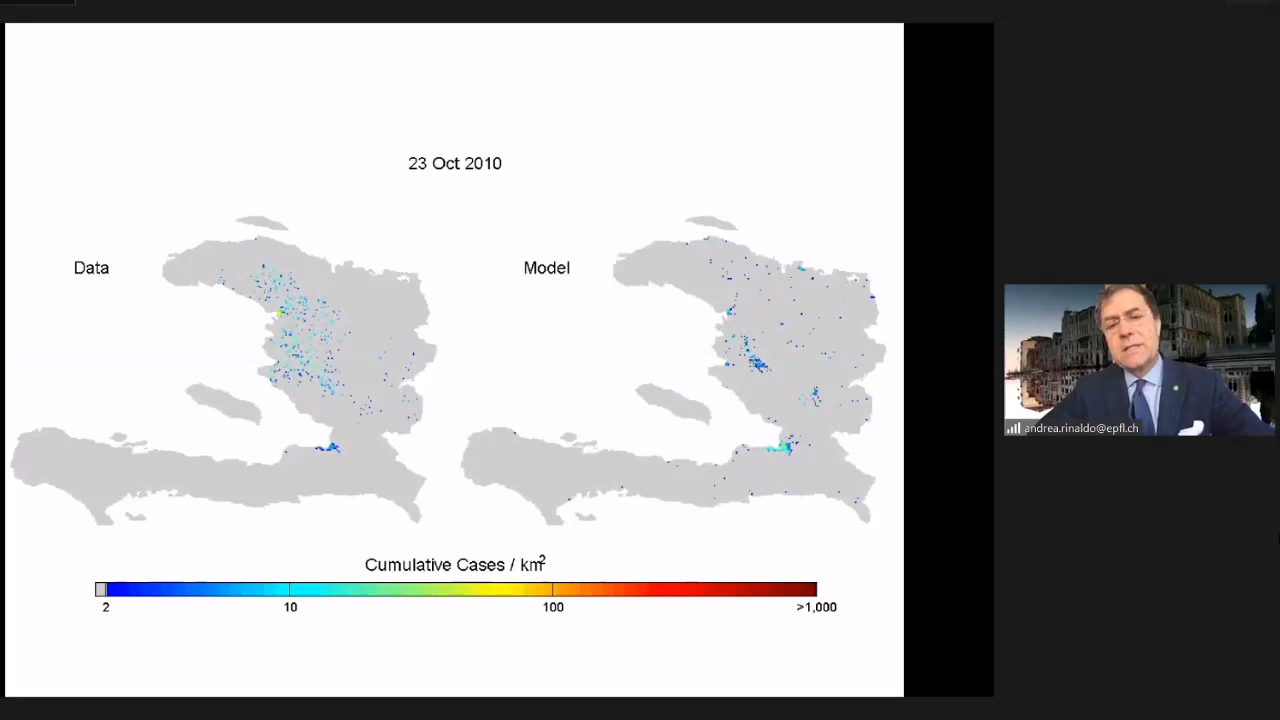 23 Oct 2010
Data
Model
Cumulative Cases / km²
2 10 100 >1,000
andrea.rinaldo@epfl.ch